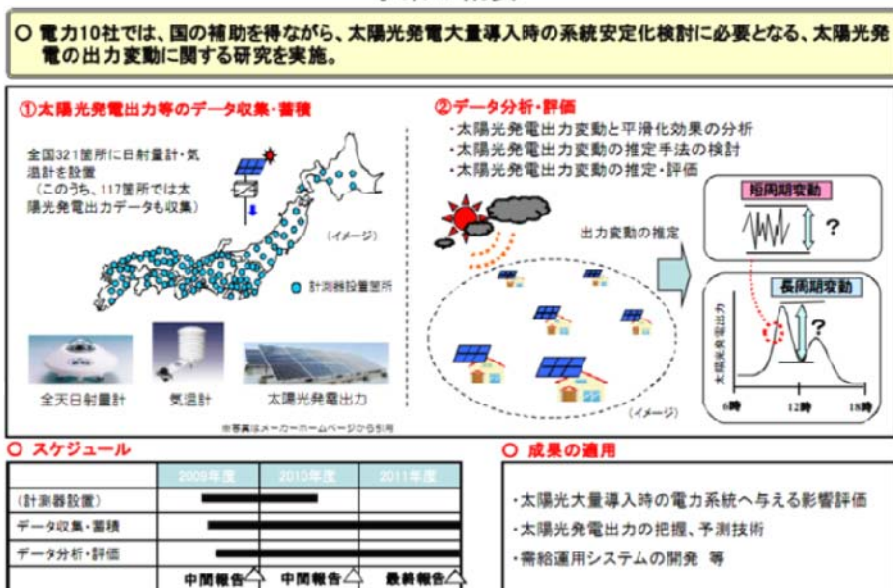 ○ 電力10社では、国の補助を得ながら、太陽光発電大量導入時の系統安定化検討に必要となる、太陽光発
電の出力変動に関する研究を実施。
①太陽光発電出力等のデータ収集・蓄積
全国321箇所に日射量計・気
温計を設置
(このうち、117箇所では太
陽光発電出力データも収集)
(イメージ)
計測器設置箇所
全天日射量計
気温計
太陽光発電出力
※写真はメーカーホームページから引用
②データ分析・評価
・太陽光発電出力変動と平滑化効果の分析
・太陽光発電出力変動の推定手法の検討
・太陽光発電出力変動の推定・評価
出力変動の推定
(イメージ)
短周期変動
?
長周期変動
?
太陽光発電出力
6時
12時
18時
○ スケジュール
2009年度
2010年度
2011年度
(計測器設置)
データ収集・蓄積
データ分析・評価
中間報告△
中間報告△
最終報告△
○ 成果の適用
・太陽光大量導入時の電力系統へ与える影響評価
・太陽光発電出力の把握、予測技術
・需給運用システムの開発 等